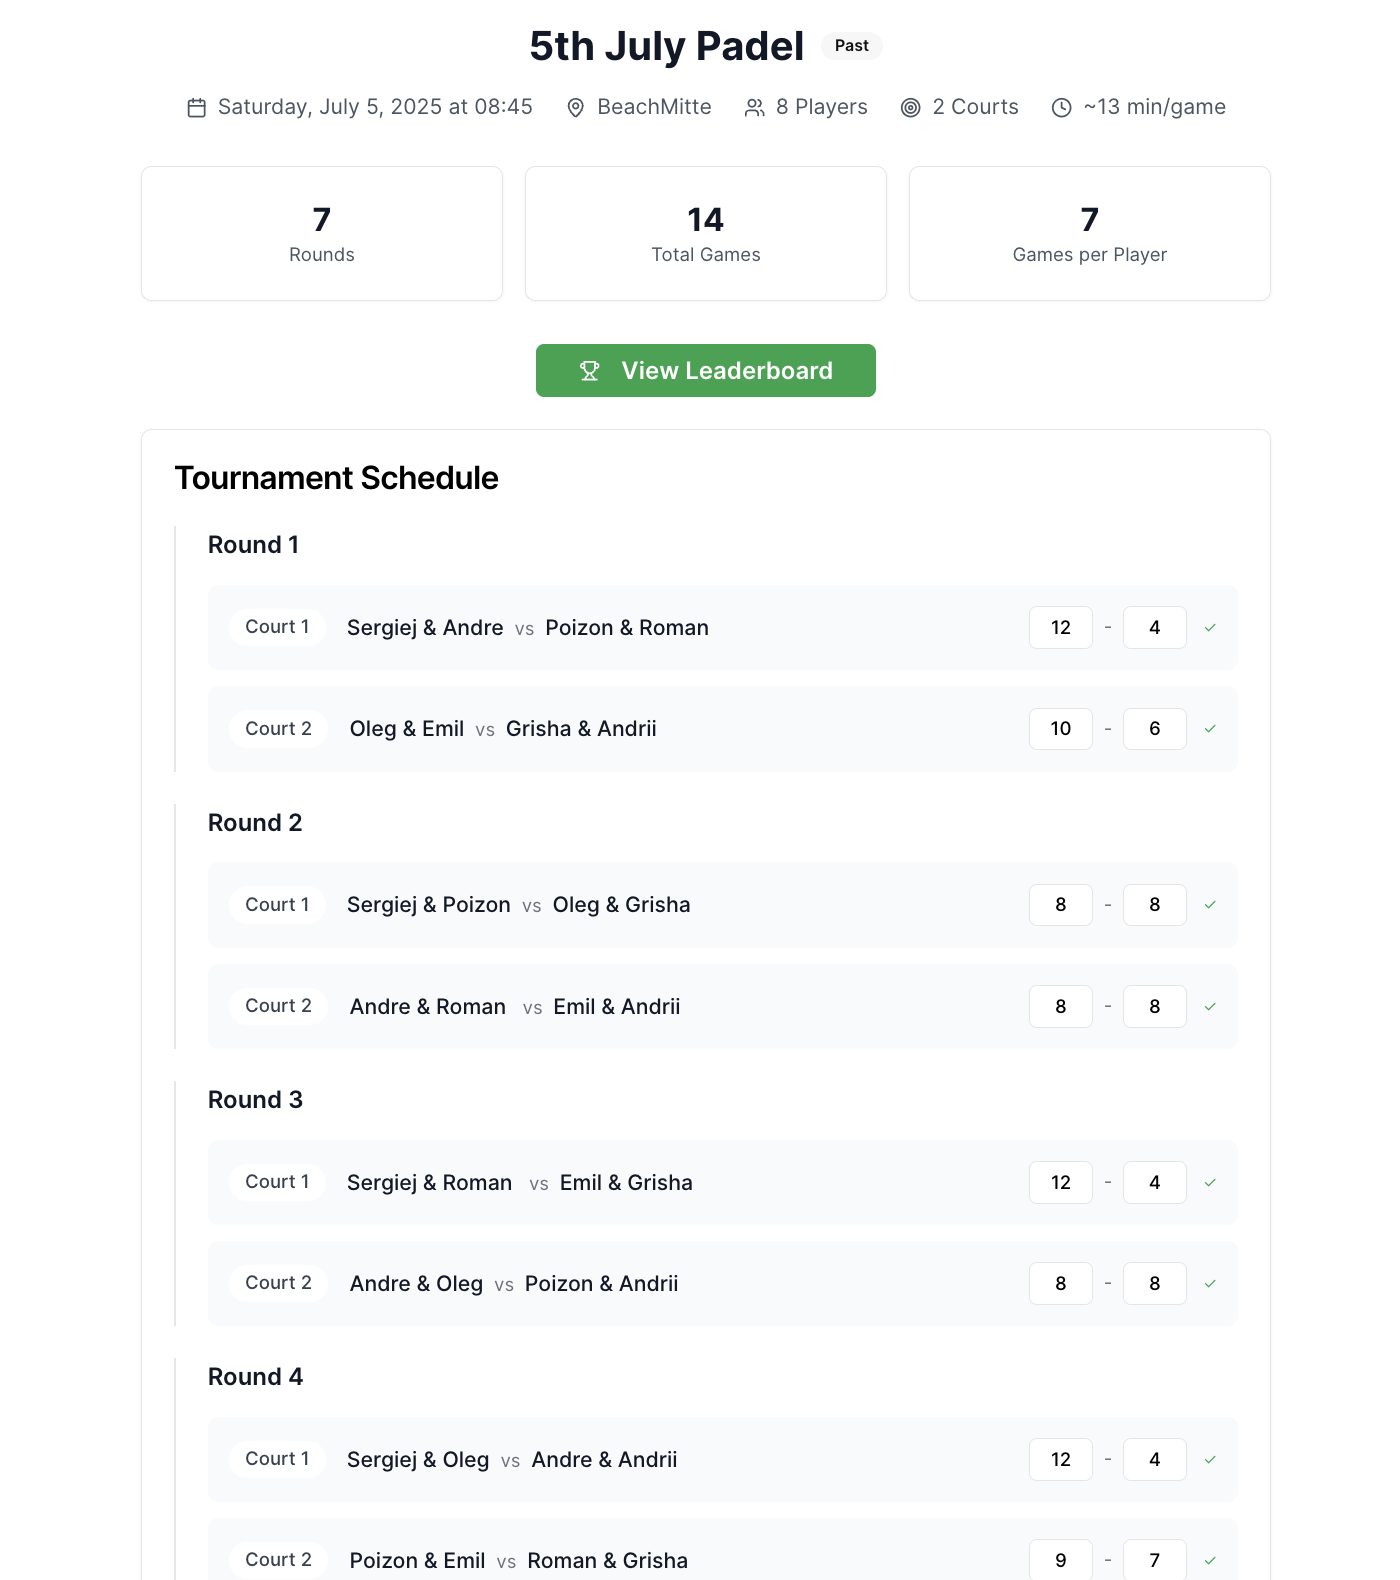 5th July Padel Past
Saturday, July 5, 2025 at 08:45 BeachMitte 8 Players 2 Courts ~13 min/game
7 14 7
Rounds Total Games Games per Player
View Leaderboard
Tournament Schedule
Round 1
Court 1 Sergiej & Andre vs Poizon & Roman 12 - 4
Court 2 Oleg & Emil vs Grisha & Andrii 10 - 6
Round 2
Court 1 Sergiej & Poizon vs Oleg & Grisha 8 - 8
Court 2 Andre & Roman vs Emil & Andrii 8 - 8
Round 3
Court 1 Sergiej & Roman vs Emil & Grisha 12 - 4
Court 2 Andre & Oleg vs Poizon & Andrii 8 - 8
Round 4
Court 1 Sergiej & Oleg vs Andre & Andrii 12 - 4
Court 2 Poizon & Emil vs Roman & Grisha 9 - 7